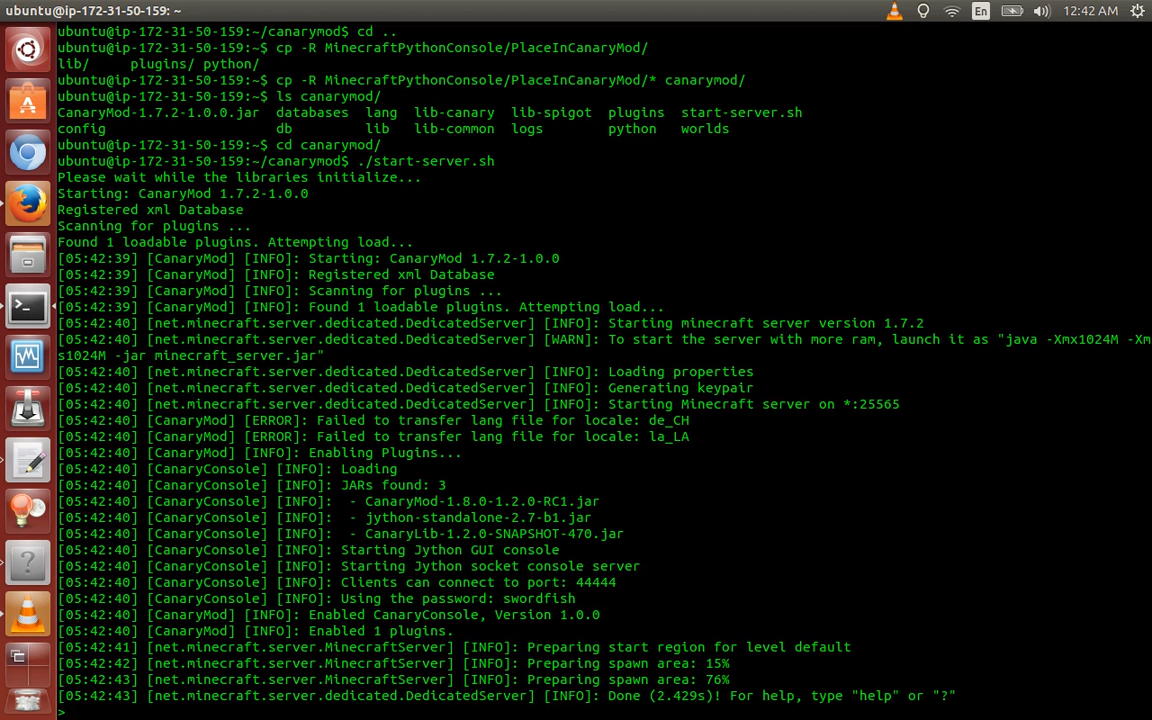 ubuntu@ip-172-31-50-159: ~
En
12:42 AM
ubuntu@ip-172-31-50-159:~/canarymod$ cd ..
ubuntu@ip-172-31-50-159:~$ cp -R MinecraftPythonConsole/PlaceInCanaryMod/
lib/     plugins/ python/
ubuntu@ip-172-31-50-159:~$ cp -R MinecraftPythonConsole/PlaceInCanaryMod/* canarymod/
ubuntu@ip-172-31-50-159:~$ ls canarymod/
CanaryMod-1.7.2-1.0.0.jar  databases  lang  lib-canary  lib-spigot  plugins  start-server.sh
config                     db         lib   lib-common  logs        python   worlds
ubuntu@ip-172-31-50-159:~$ cd canarymod/
ubuntu@ip-172-31-50-159:~/canarymod$ ./start-server.sh
Please wait while the libraries initialize...
Starting: CanaryMod 1.7.2-1.0.0
Registered xml Database
Scanning for plugins ...
Found 1 loadable plugins. Attempting load...
[05:42:39] [CanaryMod] [INFO]: Starting: CanaryMod 1.7.2-1.0.0
[05:42:39] [CanaryMod] [INFO]: Registered xml Database
[05:42:39] [CanaryMod] [INFO]: Scanning for plugins ...
[05:42:39] [CanaryMod] [INFO]: Found 1 loadable plugins. Attempting load...
[05:42:40] [net.minecraft.server.dedicated.DedicatedServer] [INFO]: Starting minecraft server version 1.7.2
[05:42:40] [net.minecraft.server.dedicated.DedicatedServer] [WARN]: To start the server with more ram, launch it as "java -Xmx1024M -Xm
s1024M -jar minecraft_server.jar"
[05:42:40] [net.minecraft.server.dedicated.DedicatedServer] [INFO]: Loading properties
[05:42:40] [net.minecraft.server.dedicated.DedicatedServer] [INFO]: Generating keypair
[05:42:40] [net.minecraft.server.dedicated.DedicatedServer] [INFO]: Starting Minecraft server on *:25565
[05:42:40] [CanaryMod] [ERROR]: Failed to transfer lang file for locale: de_CH
[05:42:40] [CanaryMod] [ERROR]: Failed to transfer lang file for locale: la_LA
[05:42:40] [CanaryMod] [INFO]: Enabling Plugins...
[05:42:40] [CanaryConsole] [INFO]: Loading
[05:42:40] [CanaryConsole] [INFO]: JARs found: 3
[05:42:40] [CanaryConsole] [INFO]:  - CanaryMod-1.8.0-1.2.0-RC1.jar
[05:42:40] [CanaryConsole] [INFO]:  - jython-standalone-2.7-b1.jar
[05:42:40] [CanaryConsole] [INFO]:  - CanaryLib-1.2.0-SNAPSHOT-470.jar
[05:42:40] [CanaryConsole] [INFO]: Starting Jython GUI console
[05:42:40] [CanaryConsole] [INFO]: Starting Jython socket console server
[05:42:40] [CanaryConsole] [INFO]: Clients can connect to port: 44444
[05:42:40] [CanaryConsole] [INFO]: Using the password: swordfish
[05:42:40] [CanaryMod] [INFO]: Enabled CanaryConsole, Version 1.0.0
[05:42:40] [CanaryMod] [INFO]: Enabled 1 plugins.
[05:42:41] [net.minecraft.server.MinecraftServer] [INFO]: Preparing start region for level default
[05:42:42] [net.minecraft.server.MinecraftServer] [INFO]: Preparing spawn area: 15%
[05:42:43] [net.minecraft.server.MinecraftServer] [INFO]: Preparing spawn area: 76%
[05:42:43] [net.minecraft.server.dedicated.DedicatedServer] [INFO]: Done (2.429s)! For help, type "help" or "?"
>